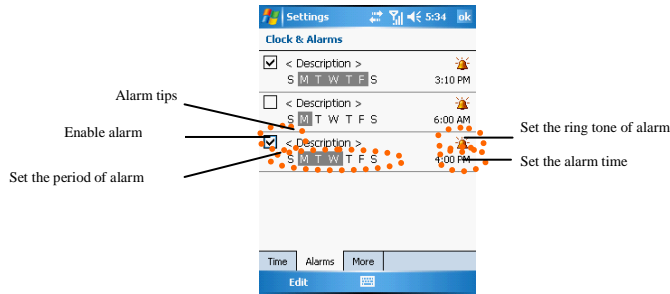 Settings 5:34 ok
Clock & Alarms
< Description >
S M T W T F S 3:10 PM
< Description >
S M T W T F S 6:00 AM
< Description >
S M T W T F S 4:00 PM
Time Alarms More
Edit
Alarm tips
Enable alarm
Set the period of alarm
Set the ring tone of alarm
Set the alarm time